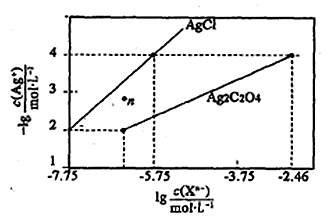 AgCl
4
3
n
Ag2C2O4
2
1
-7.75 -5.75 -3.75 -2.46
-lg c(Ag⁺)/mol·L⁻¹
lg c(Xⁿ⁻)/mol·L⁻¹